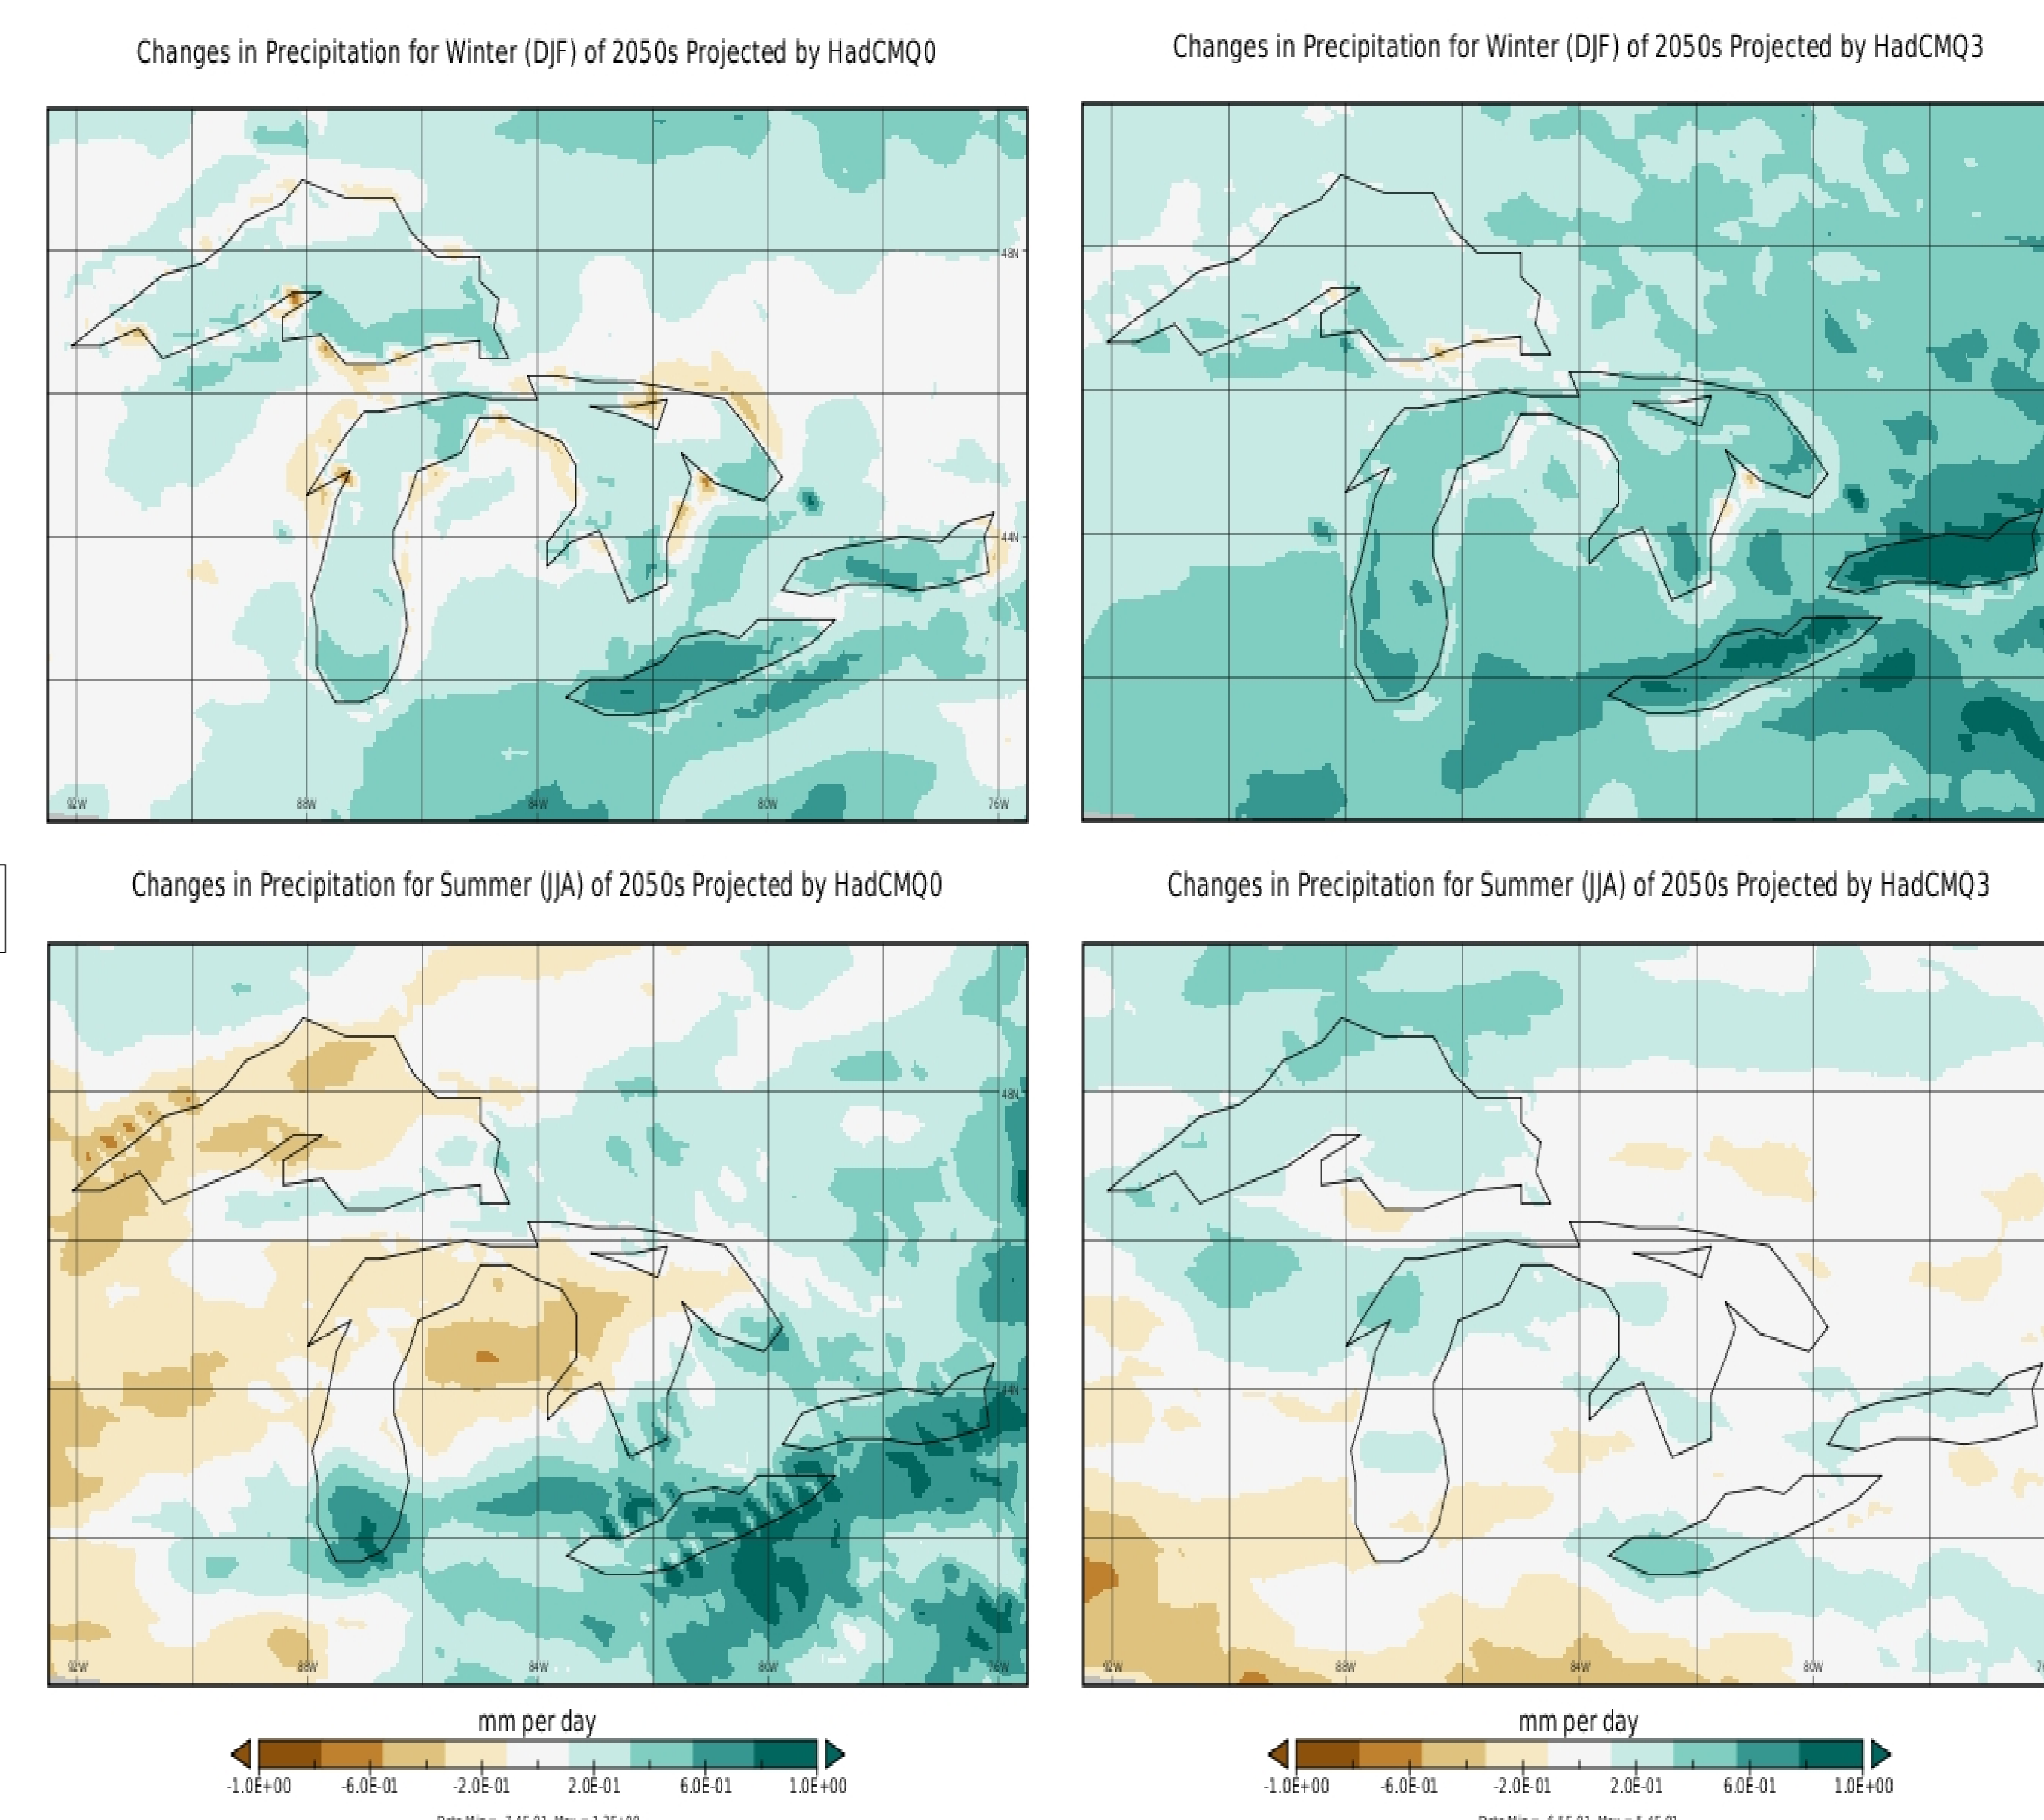 Changes in Precipitation for Winter (DJF) of 2050s Projected by HadCMQ0
Changes in Precipitation for Winter (DJF) of 2050s Projected by HadCMQ3
48N
44N
92W 88W 84W 80W 76W
Changes in Precipitation for Summer (JJA) of 2050s Projected by HadCMQ0
Changes in Precipitation for Summer (JJA) of 2050s Projected by HadCMQ3
48N
44N
92W 88W 84W 80W 76W
92W 88W 84W 80W
mm per day
-1.0E+00 -6.0E-01 -2.0E-01 2.0E-01 6.0E-01 1.0E+00
mm per day
-1.0E+00 -6.0E-01 -2.0E-01 2.0E-01 6.0E-01 1.0E+00